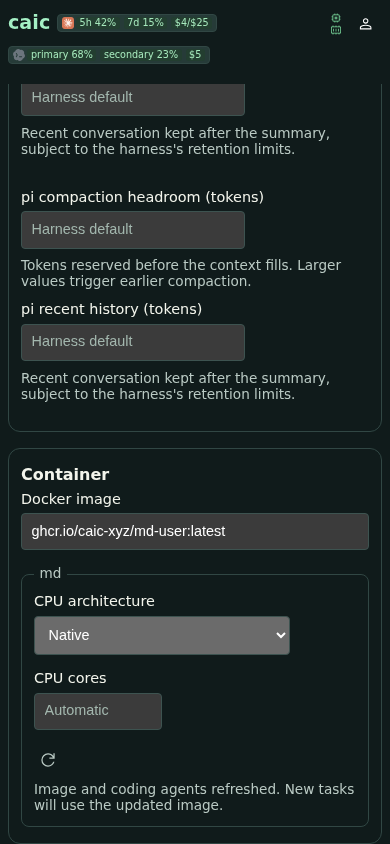 caic 5h 42% 7d 15% $4/$25
primary 68% secondary 23% $5
Harness default
Recent conversation kept after the summary,
subject to the harness's retention limits.
pi compaction headroom (tokens)
Harness default
Tokens reserved before the context fills. Larger
values trigger earlier compaction.
pi recent history (tokens)
Harness default
Recent conversation kept after the summary,
subject to the harness's retention limits.
Container
Docker image
ghcr.io/caic-xyz/md-user:latest
md
CPU architecture
Native
CPU cores
Automatic
Image and coding agents refreshed. New tasks
will use the updated image.